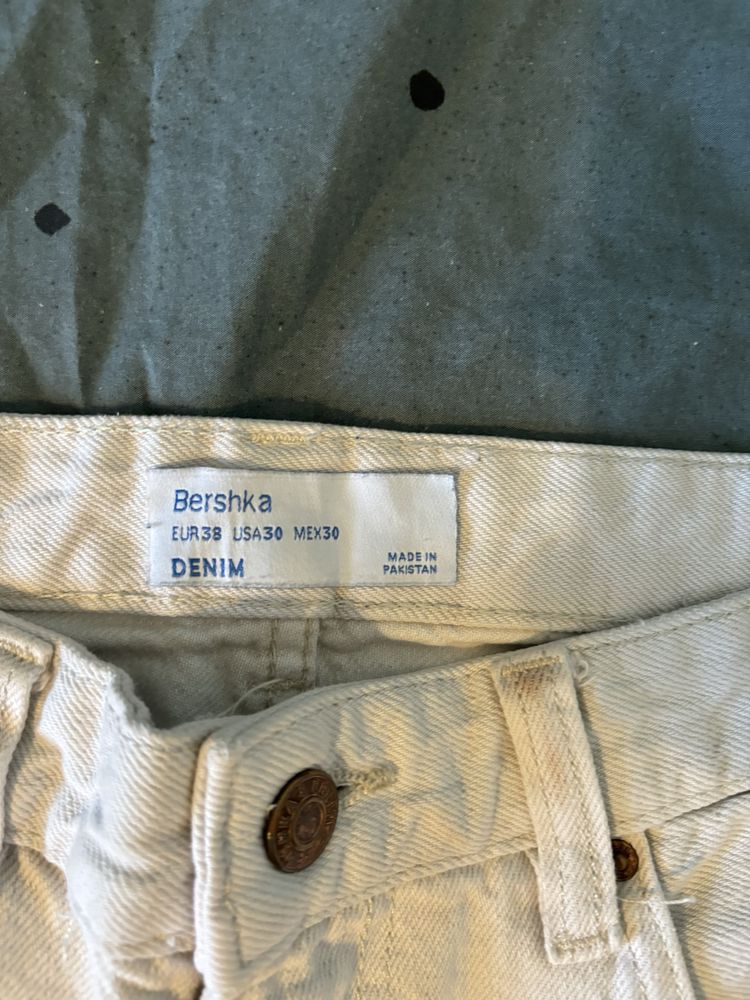 Bershka
EUR38 USA30 MEX30
DENIM
MADE IN
PAKISTAN